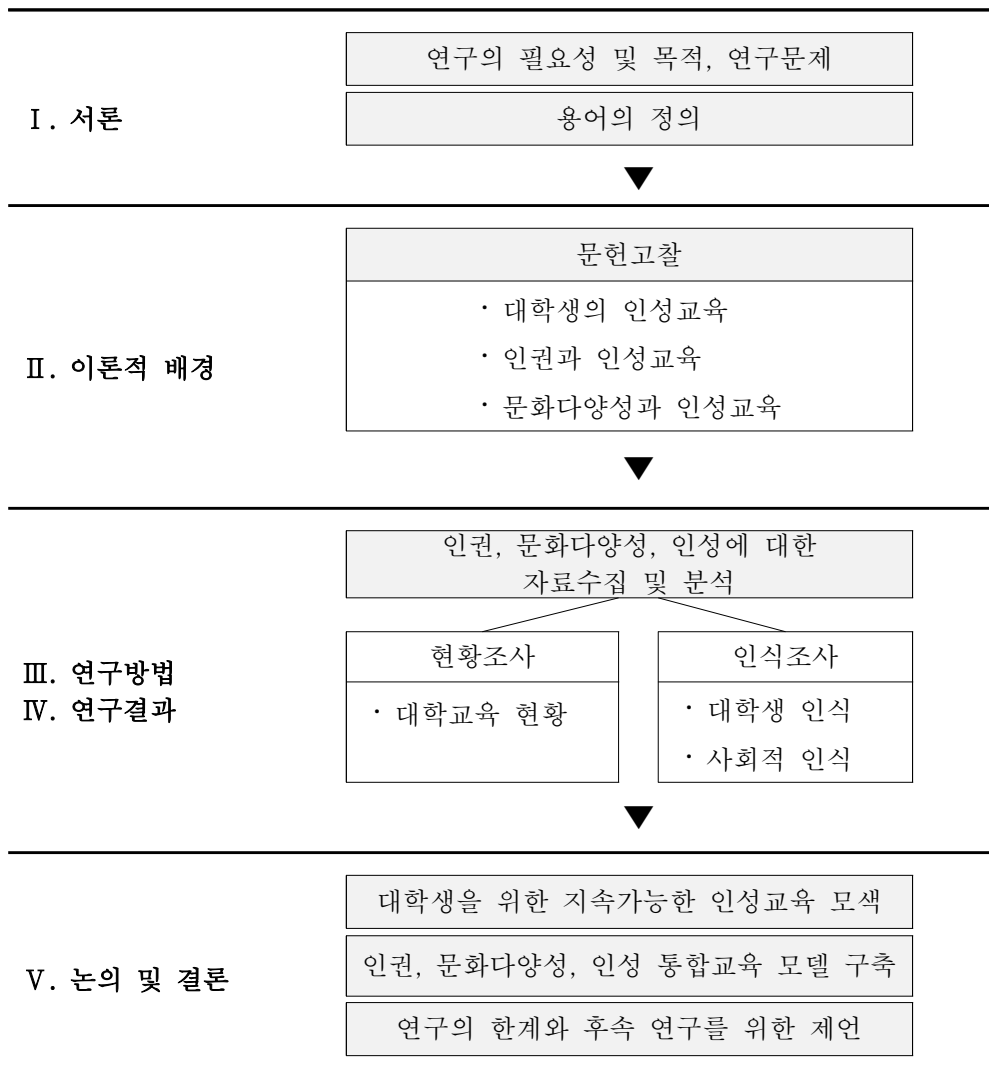 연구의 필요성 및 목적, 연구문제
Ⅰ. 서론
용어의 정의
▼
문헌고찰
· 대학생의 인성교육
Ⅱ. 이론적 배경
· 인권과 인성교육
· 문화다양성과 인성교육
▼
인권, 문화다양성, 인성에 대한
자료수집 및 분석
Ⅲ. 연구방법
Ⅳ. 연구결과
현황조사
· 대학교육 현황
인식조사
· 대학생 인식
· 사회적 인식
▼
대학생을 위한 지속가능한 인성교육 모색
Ⅴ. 논의 및 결론
인권, 문화다양성, 인성 통합교육 모델 구축
연구의 한계와 후속 연구를 위한 제언